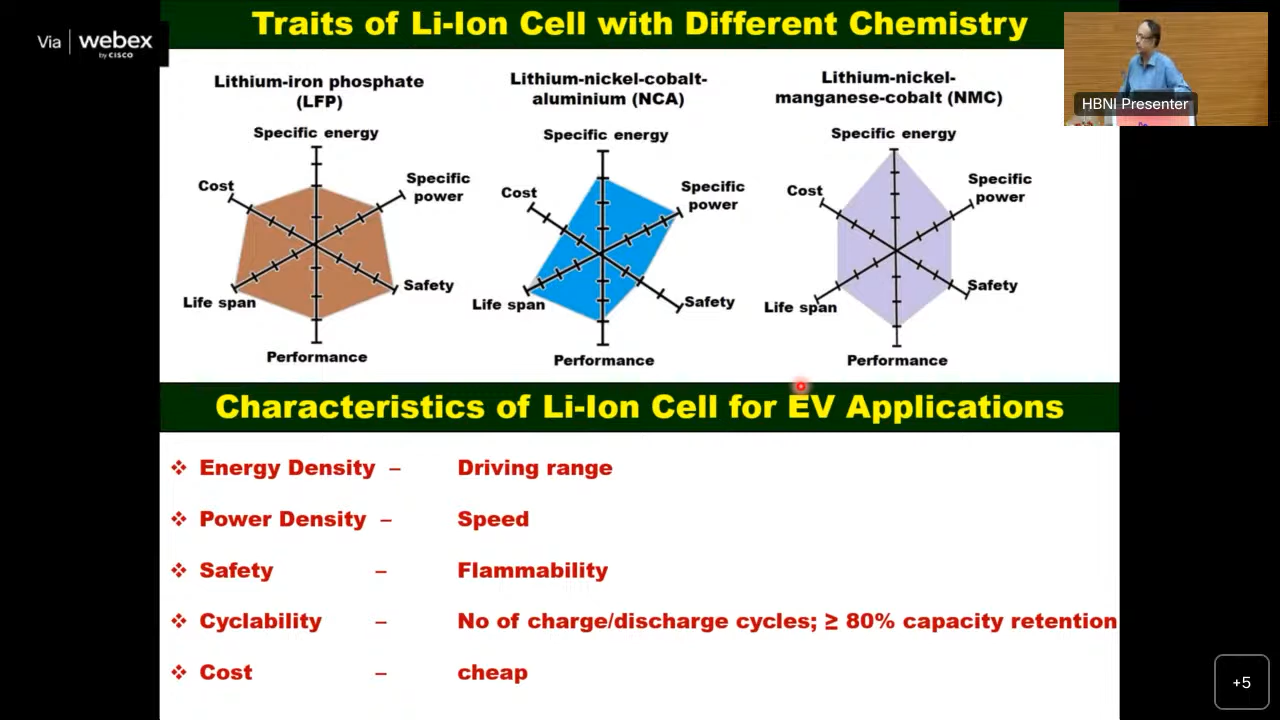 Traits of Li-Ion Cell with Different Chemistry
Via webex
by CISCO
HBNI Presenter
Lithium-iron phosphate
(LFP)
Specific energy
Cost
Specific
power
Life span
Safety
Performance
Lithium-nickel-cobalt-
aluminium (NCA)
Specific energy
Cost
Specific
power
Life span
Safety
Performance
Lithium-nickel-
manganese-cobalt (NMC)
Specific energy
Cost
Specific
power
Life span
Safety
Performance
Characteristics of Li-Ion Cell for EV Applications
❖ Energy Density – Driving range
❖ Power Density – Speed
❖ Safety – Flammability
❖ Cyclability – No of charge/discharge cycles; ≥ 80% capacity retention
❖ Cost – cheap
+5